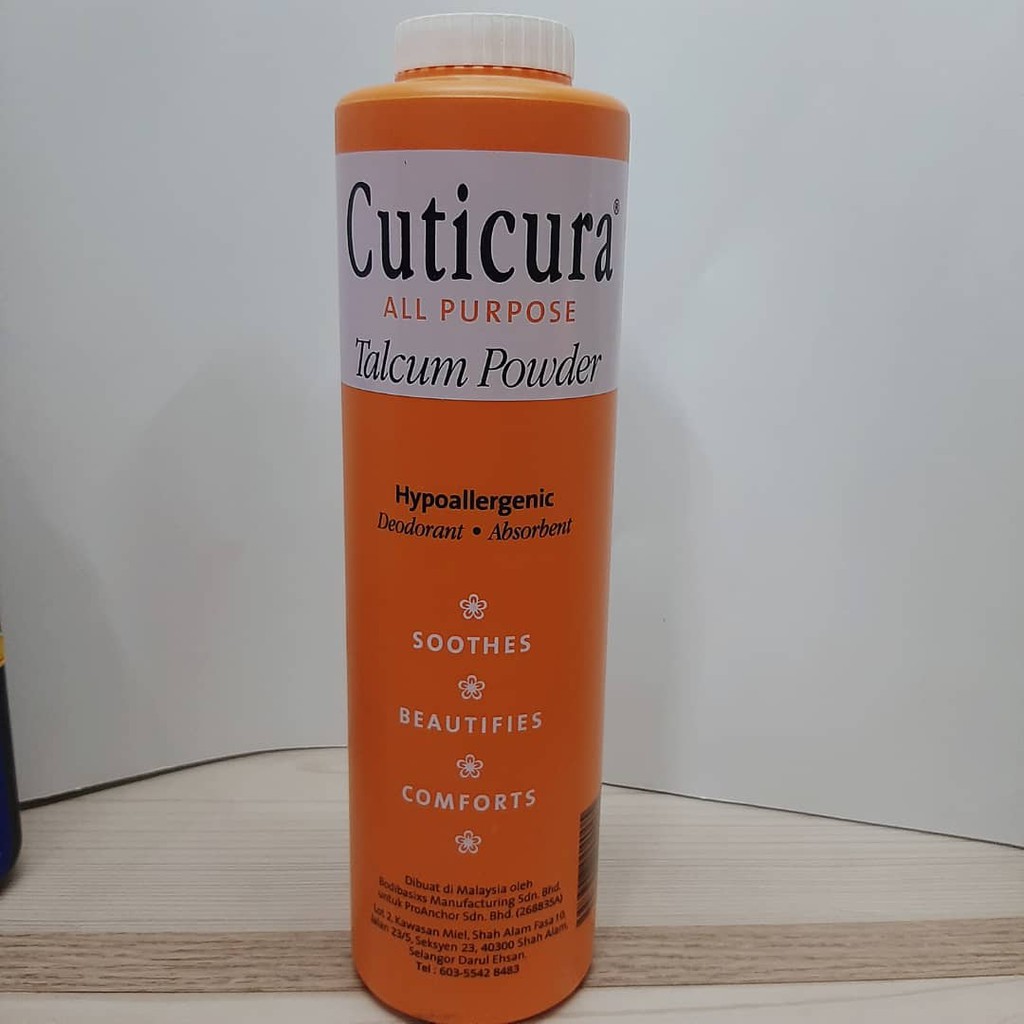 Cuticura®
ALL PURPOSE
Talcum Powder
Hypoallergenic
Deodorant • Absorbent
SOOTHES
BEAUTIFIES
COMFORTS
Dibuat di Malaysia oleh
Bodibasixs Manufacturing Sdn. Bhd.
untuk ProAnchor Sdn. Bhd. (268835A)
Lot 2, Kawasan Miel, Shah Alam Fasa 10,
Jalan 23/5, Seksyen 23, 40300 Shah Alam,
Selangor Darul Ehsan.
Tel : 603-5542 8483